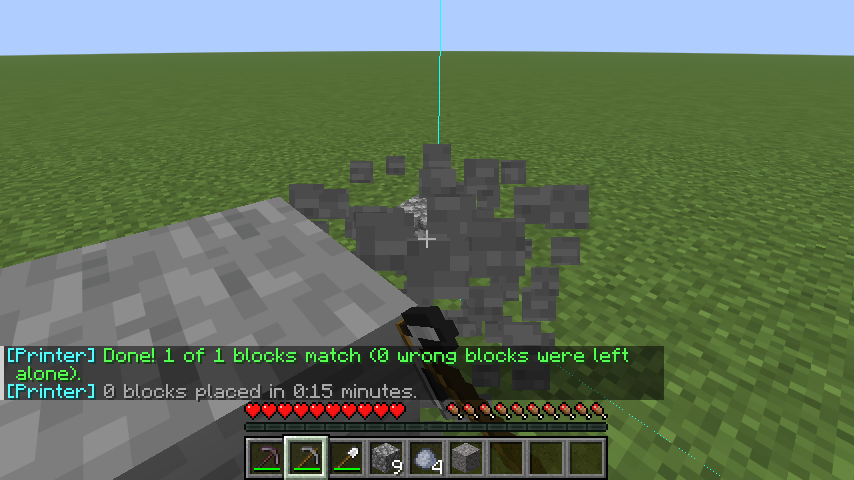 [Printer] Done! 1 of 1 blocks match (0 wrong blocks were left
alone).
[Printer] 0 blocks placed in 0:15 minutes.
9 4